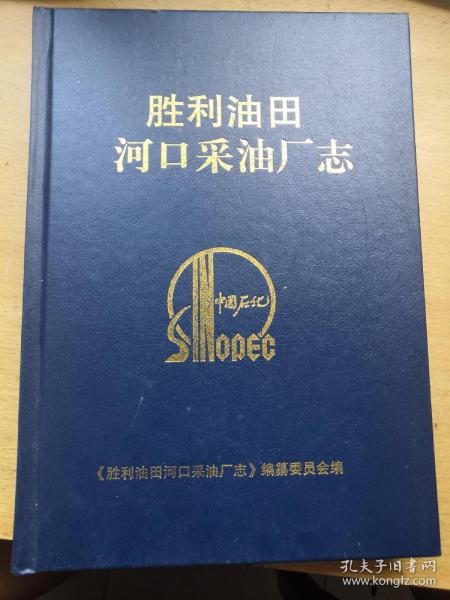 胜利油田
河口采油厂志
中國石化
SINOPEC
《胜利油田河口采油厂志》编纂委员会编
孔夫子旧书网
www.kongfz.com